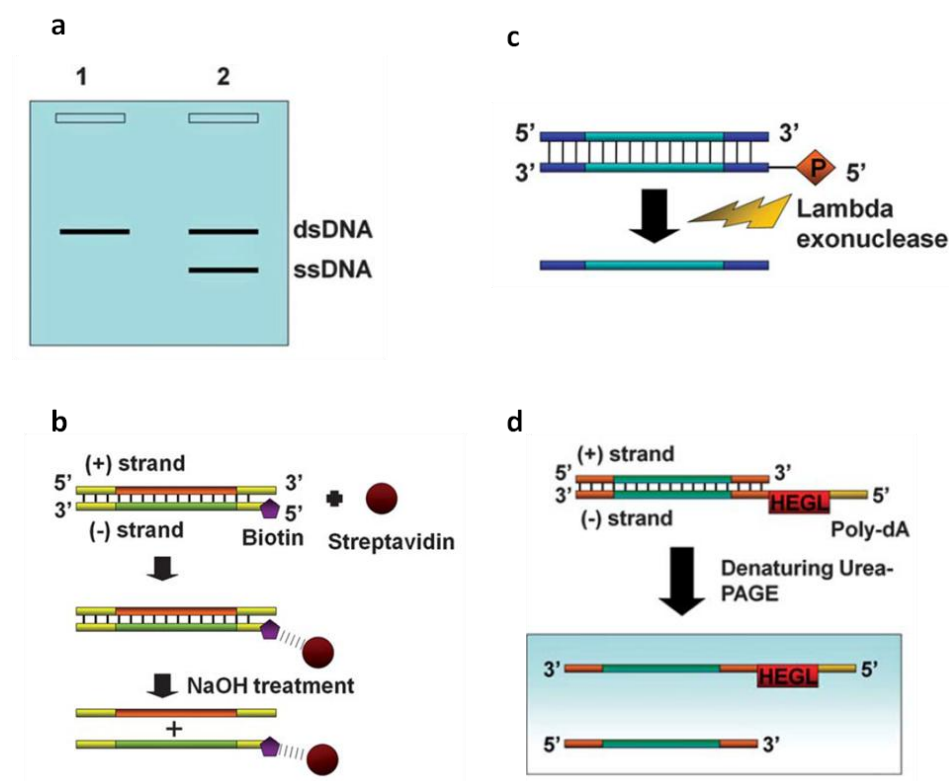 a
1 2
dsDNA
ssDNA
b
(+) strand
5’ 3’
3’ 5’
(-) strand
Biotin
Streptavidin
NaOH treatment
+
c
5’ 3’
3’ P 5’
Lambda
exonuclease
d
(+) strand
5’ 3’
3’ HEGL 5’
(-) strand
Poly-dA
Denaturing Urea-
PAGE
3’ HEGL 5’
5’ 3’